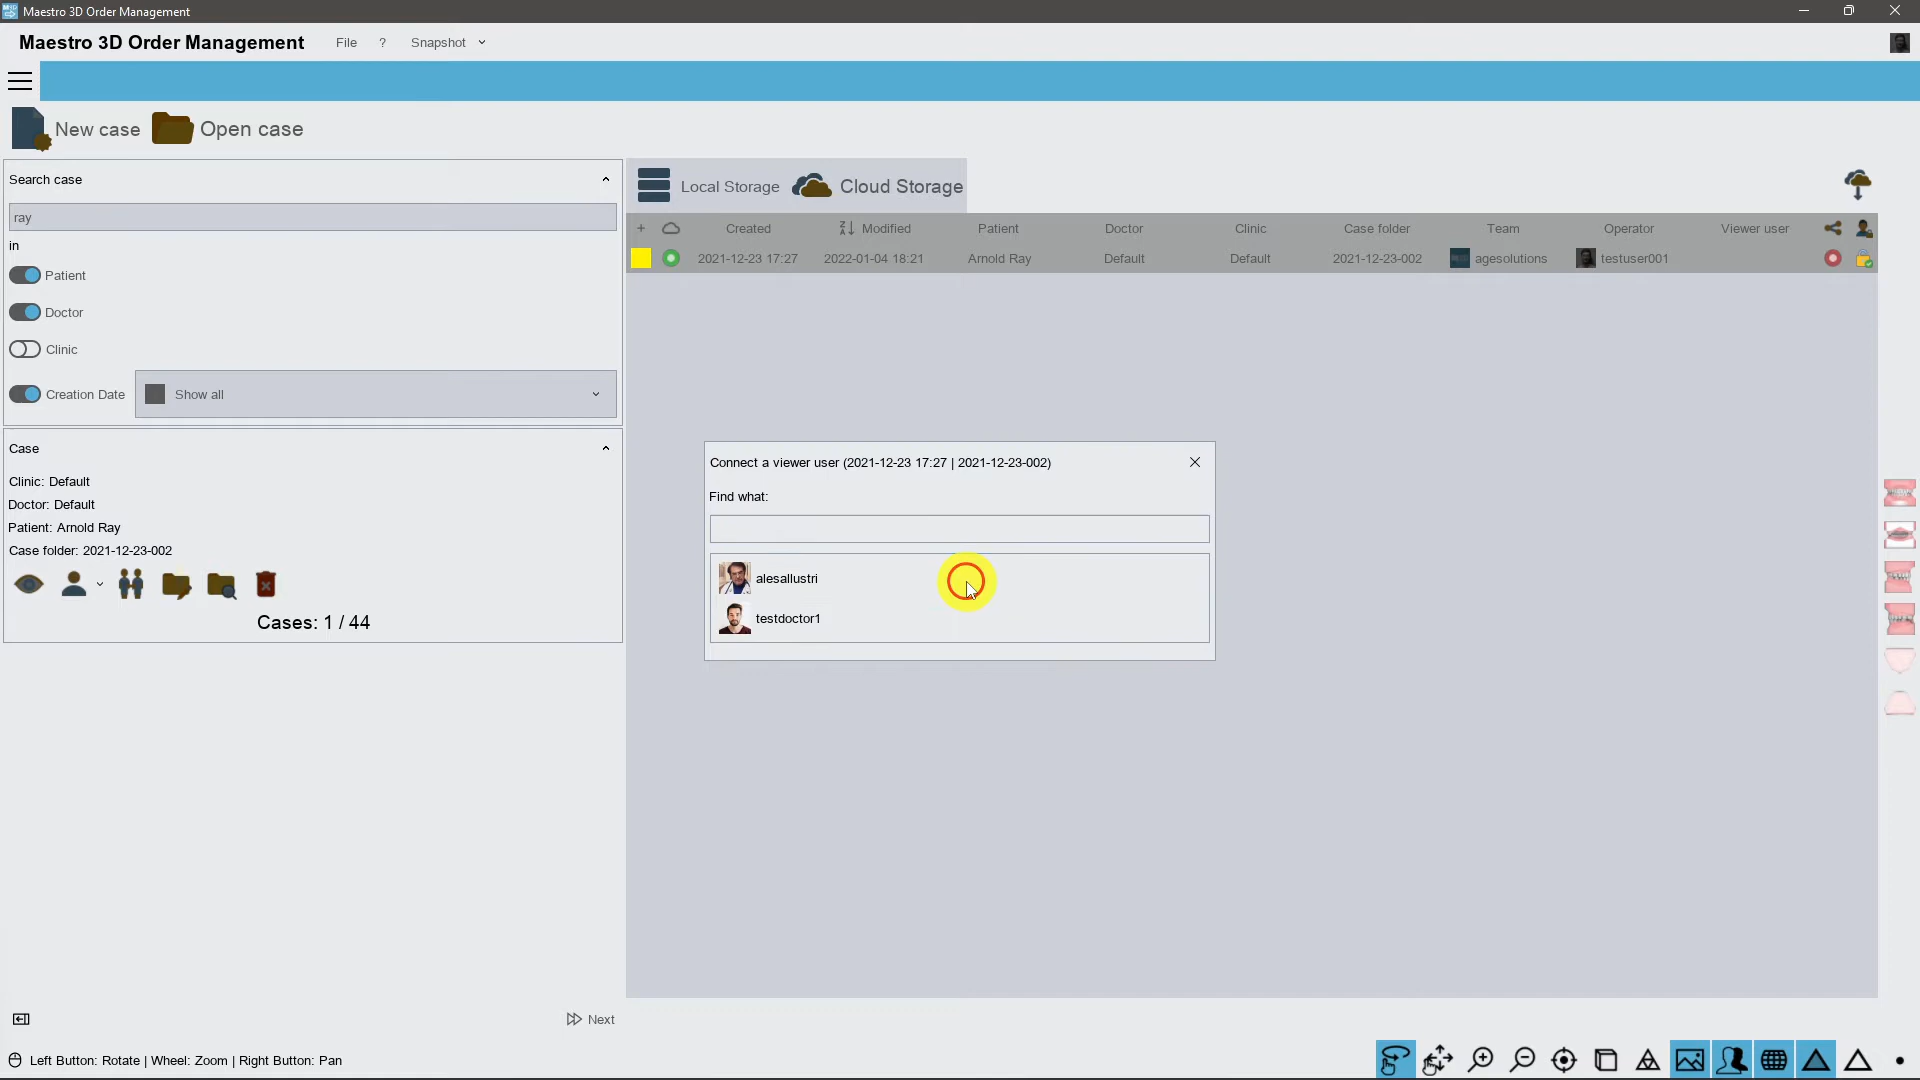 Maestro 3D Order Management
Maestro 3D Order Management File ? Snapshot
New case Open case
Search case
ray
in
Patient
Doctor
Clinic
Creation Date Show all
Case
Clinic: Default
Doctor: Default
Patient: Arnold Ray
Case folder: 2021-12-23-002
Cases: 1 / 44
Next
Local Storage Cloud Storage
+ Created Modified Patient Doctor Clinic Case folder Team Operator Viewer user
2021-12-23 17:27 2022-01-04 18:21 Arnold Ray Default Default 2021-12-23-002 agesolutions testuser001
Connect a viewer user (2021-12-23 17:27 | 2021-12-23-002)
Find what:
alesallustri
testdoctor1
Left Button: Rotate | Wheel: Zoom | Right Button: Pan